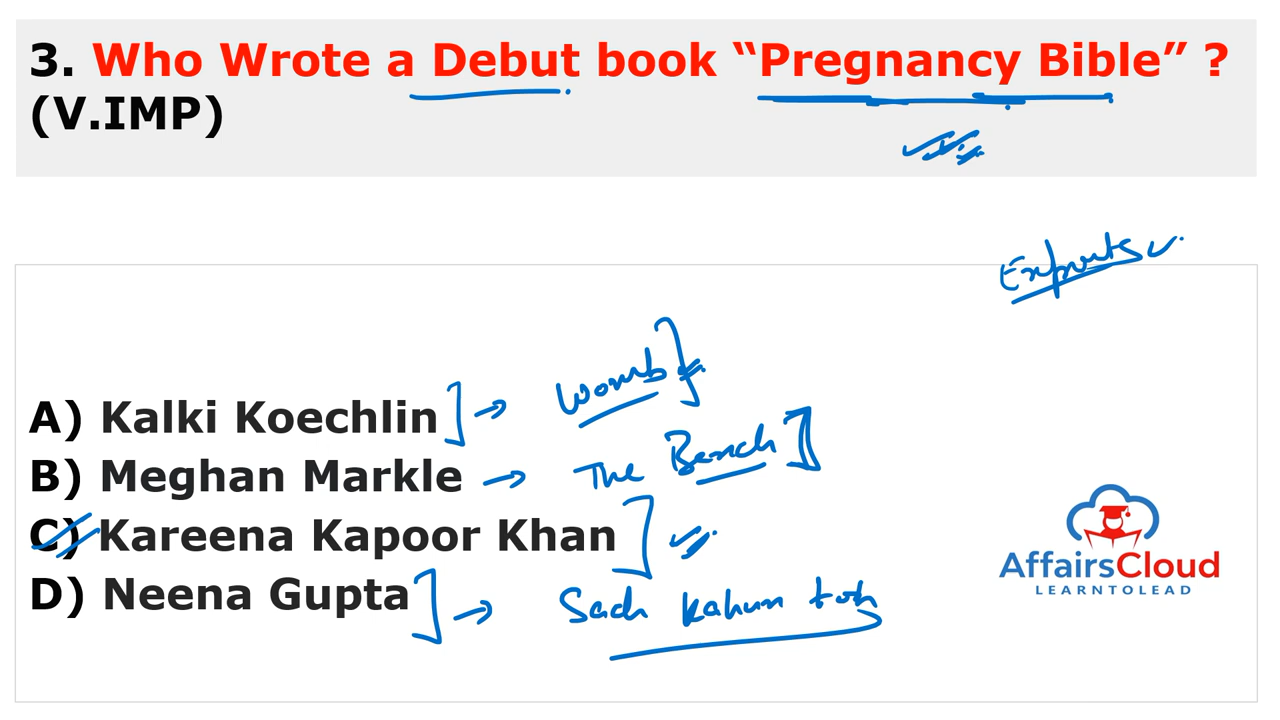 3. Who Wrote a Debut book “Pregnancy Bible” ?
(V.IMP)
Experts
A) Kalki Koechlin → Womb
B) Meghan Markle → The Bench
C) Kareena Kapoor Khan
D) Neena Gupta → Sach Kahun toh
AffairsCloud
LEARNTOLEAD